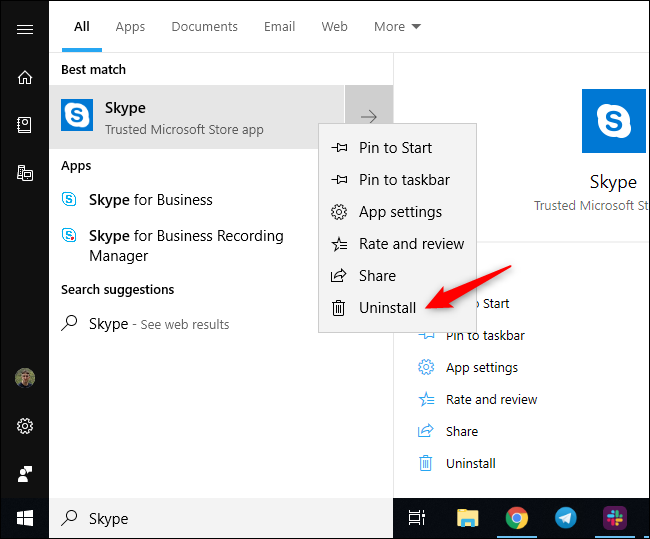 All Apps Documents Email Web More
Best match
Skype
Trusted Microsoft Store app
Apps
Skype for Business
Skype for Business Recording
Manager
Search suggestions
Skype - See web results
Pin to Start
Pin to taskbar
App settings
Rate and review
Share
Uninstall
Skype
Trusted Microsoft Sto
Start
Pin to taskbar
App settings
Rate and review
Share
Uninstall
Skype